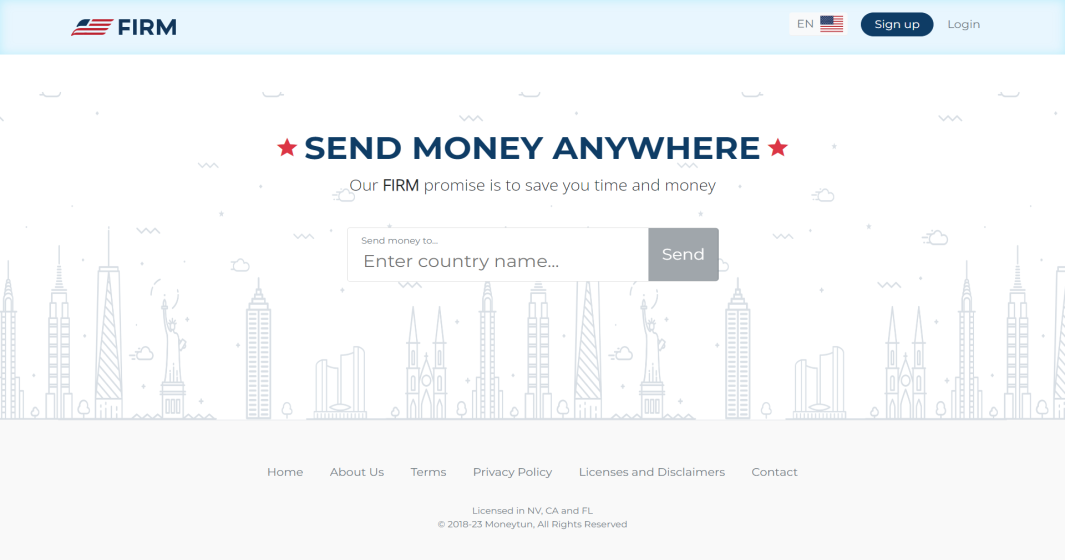 FIRM
EN
Sign up
Login
SEND MONEY ANYWHERE
Our FIRM promise is to save you time and money
Send money to...
Enter country name...
Send
Home About Us Terms Privacy Policy Licenses and Disclaimers Contact
Licensed in NV, CA and FL
© 2018-23 Moneytun, All Rights Reserved